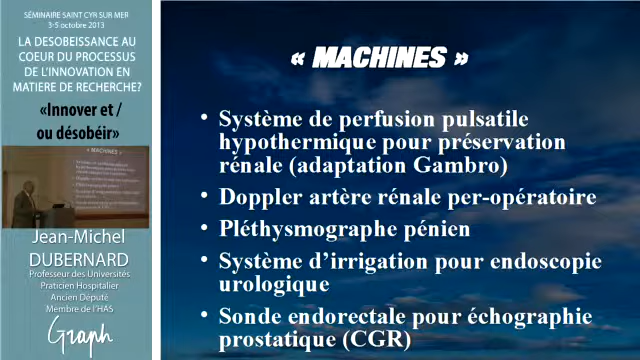 SÉMINAIRE SAINT CYR SUR MER
3-5 octobre 2013
LA DESOBEISSANCE AU
COEUR DU PROCESSUS
DE L'INNOVATION EN
MATIERE DE RECHERCHE?
«Innover et /
ou désobéir»
« MACHINES »
Jean-Michel
DUBERNARD
Professeur des Universités
Praticien Hospitalier
Ancien Député
Membre de l'HAS
Graph
« MACHINES »
• Système de perfusion pulsatile
hypothermique pour préservation
rénale (adaptation Gambro)
• Doppler artère rénale per-opératoire
• Pléthysmographe pénien
• Système d'irrigation pour endoscopie
urologique
• Sonde endorectale pour échographie
prostatique (CGR)